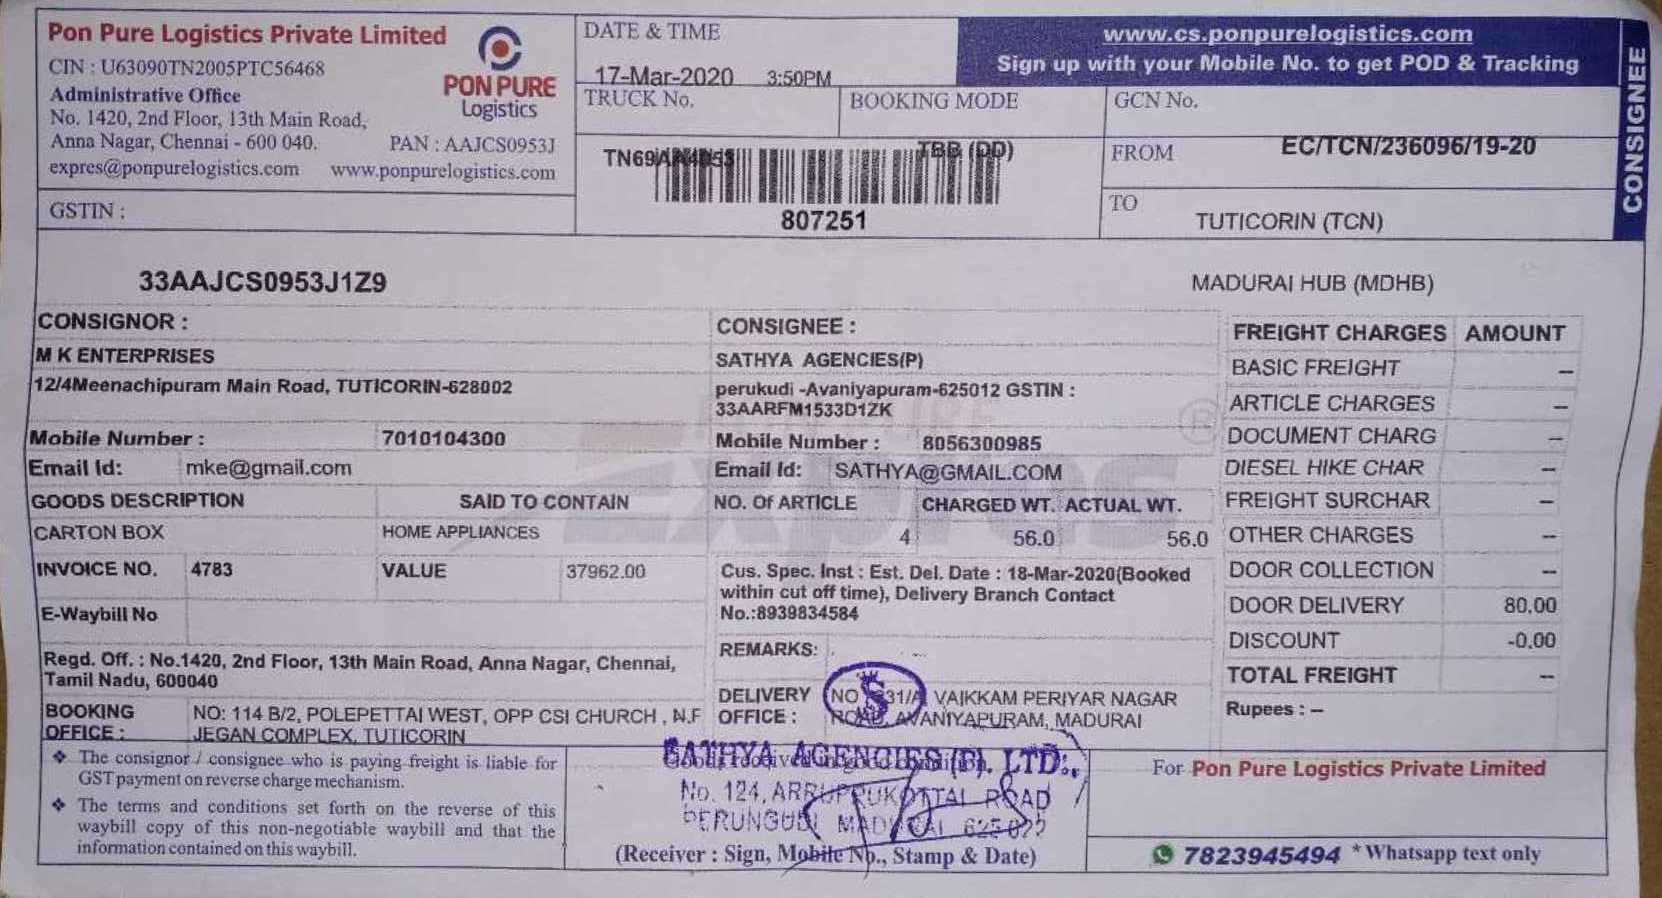 Pon Pure Logistics Private Limited
CIN : U63090TN2005PTC56468
Administrative Office
No. 1420, 2nd Floor, 13th Main Road,
Anna Nagar, Chennai - 600 040. PAN : AAJCS0953J
expres@ponpurelogistics.com www.ponpurelogistics.com
PON PURE
Logistics
GSTIN :
33AAJCS0953J1Z9
DATE & TIME
17-Mar-2020 3:50PM
TRUCK No.
BOOKING MODE
TBB (DD)
807251
www.cs.ponpurelogistics.com
Sign up with your Mobile No. to get POD & Tracking
GCN No.
EC/TCN/236096/19-20
FROM
TUTICORIN (TCN)
TO
MADURAI HUB (MDHB)
CONSIGNEE
CONSIGNOR :
M K ENTERPRISES
12/4Meenachipuram Main Road, TUTICORIN-628002
Mobile Number : 7010104300
Email Id: mke@gmail.com
CONSIGNEE :
SATHYA AGENCIES(P)
perukudi -Avaniyapuram-625012 GSTIN :
33AARFM1533D1ZK
Mobile Number : 8056300985
Email Id: SATHYA@GMAIL.COM
GOODS DESCRIPTION SAID TO CONTAIN NO. Of ARTICLE CHARGED WT. ACTUAL WT.
CARTON BOX HOME APPLIANCES 4 56.0 56.0
INVOICE NO. 4783 VALUE 37962.00
E-Waybill No
Cus. Spec. Inst : Est. Del. Date : 18-Mar-2020(Booked
within cut off time), Delivery Branch Contact
No.:8939834584
REMARKS:
Regd. Off. : No.1420, 2nd Floor, 13th Main Road, Anna Nagar, Chennai,
Tamil Nadu, 600040
BOOKING OFFICE : NO: 114 B/2, POLEPETTAI WEST, OPP CSI CHURCH , N.F
JEGAN COMPLEX, TUTICORIN
DELIVERY OFFICE : NO 31/A VAIKKAM PERIYAR NAGAR
ROAD, AVANIYAPURAM, MADURAI
FREIGHT CHARGES AMOUNT
BASIC FREIGHT --
ARTICLE CHARGES --
DOCUMENT CHARG --
DIESEL HIKE CHAR --
FREIGHT SURCHAR --
OTHER CHARGES --
DOOR COLLECTION --
DOOR DELIVERY 80.00
DISCOUNT -0.00
TOTAL FREIGHT --
Rupees : --
❖ The consignor / consignee who is paying freight is liable for
GST payment on reverse charge mechanism.
❖ The terms and conditions set forth on the reverse of this
waybill copy of this non-negotiable waybill and that the
information contained on this waybill.
SATHYA AGENCIES (P). LTD.,
No. 124, ARRUPPUKOTTAI ROAD
PERUNGUDI MADURAI 625 022
(Receiver : Sign, Mobile No., Stamp & Date)
For Pon Pure Logistics Private Limited
7823945494 *Whatsapp text only